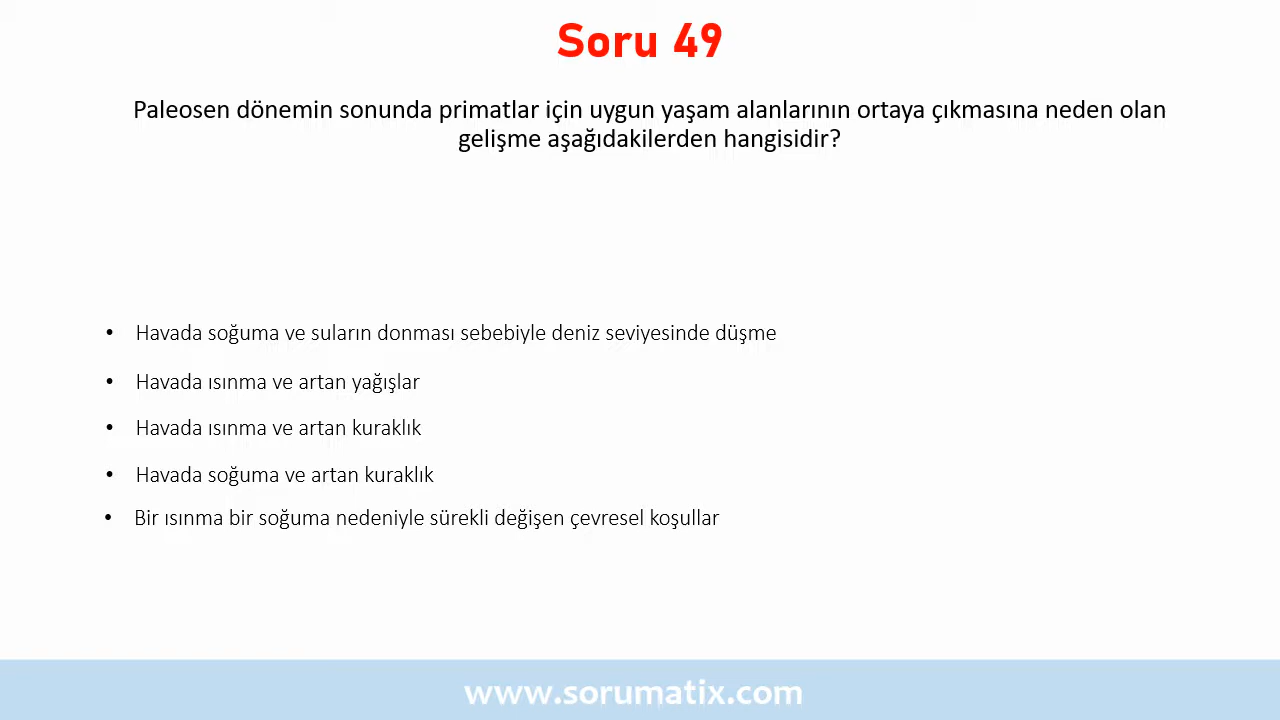 Soru 49
Paleosen dönemin sonunda primatlar için uygun yaşam alanlarının ortaya çıkmasına neden olan
gelişme aşağıdakilerden hangisidir?
• Havada soğuma ve suların donması sebebiyle deniz seviyesinde düşme
• Havada ısınma ve artan yağışlar
• Havada ısınma ve artan kuraklık
• Havada soğuma ve artan kuraklık
• Bir ısınma bir soğuma nedeniyle sürekli değişen çevresel koşullar
www.sorumatix.com